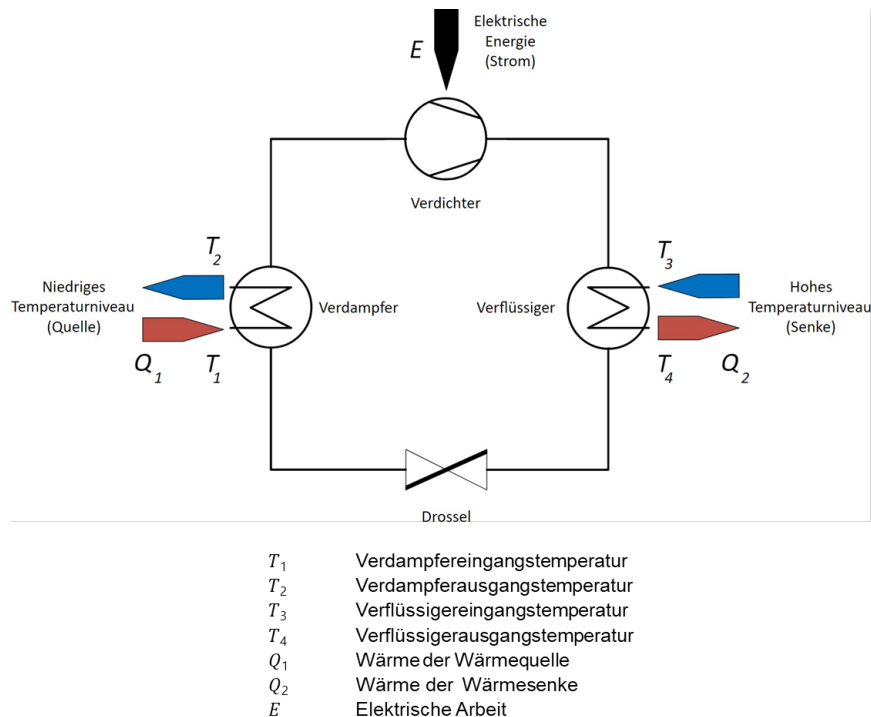 Elektrische
Energie
(Strom)
E
Verdichter
T2
T3
Niedriges
Temperaturniveau
(Quelle)
Verdampfer
Verflüssiger
Hohes
Temperaturniveau
(Senke)
Q1
T1
T4
Q2
Drossel
T1 Verdampfereingangstemperatur
T2 Verdampferausgangstemperatur
T3 Verflüssigereingangstemperatur
T4 Verflüssigerausgangstemperatur
Q1 Wärme der Wärmequelle
Q2 Wärme der Wärmesenke
E Elektrische Arbeit